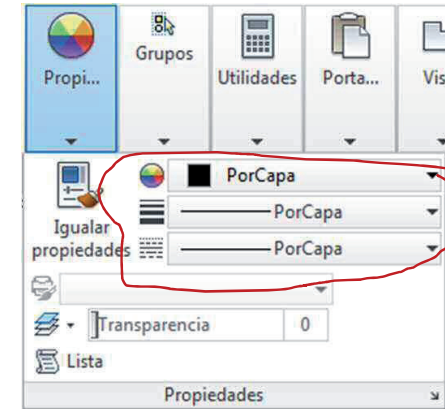 Propi...
Grupos
Utilidades
Porta...
Vis
PorCapa
PorCapa
PorCapa
Igualar
propiedades
Transparencia 0
Lista
Propiedades